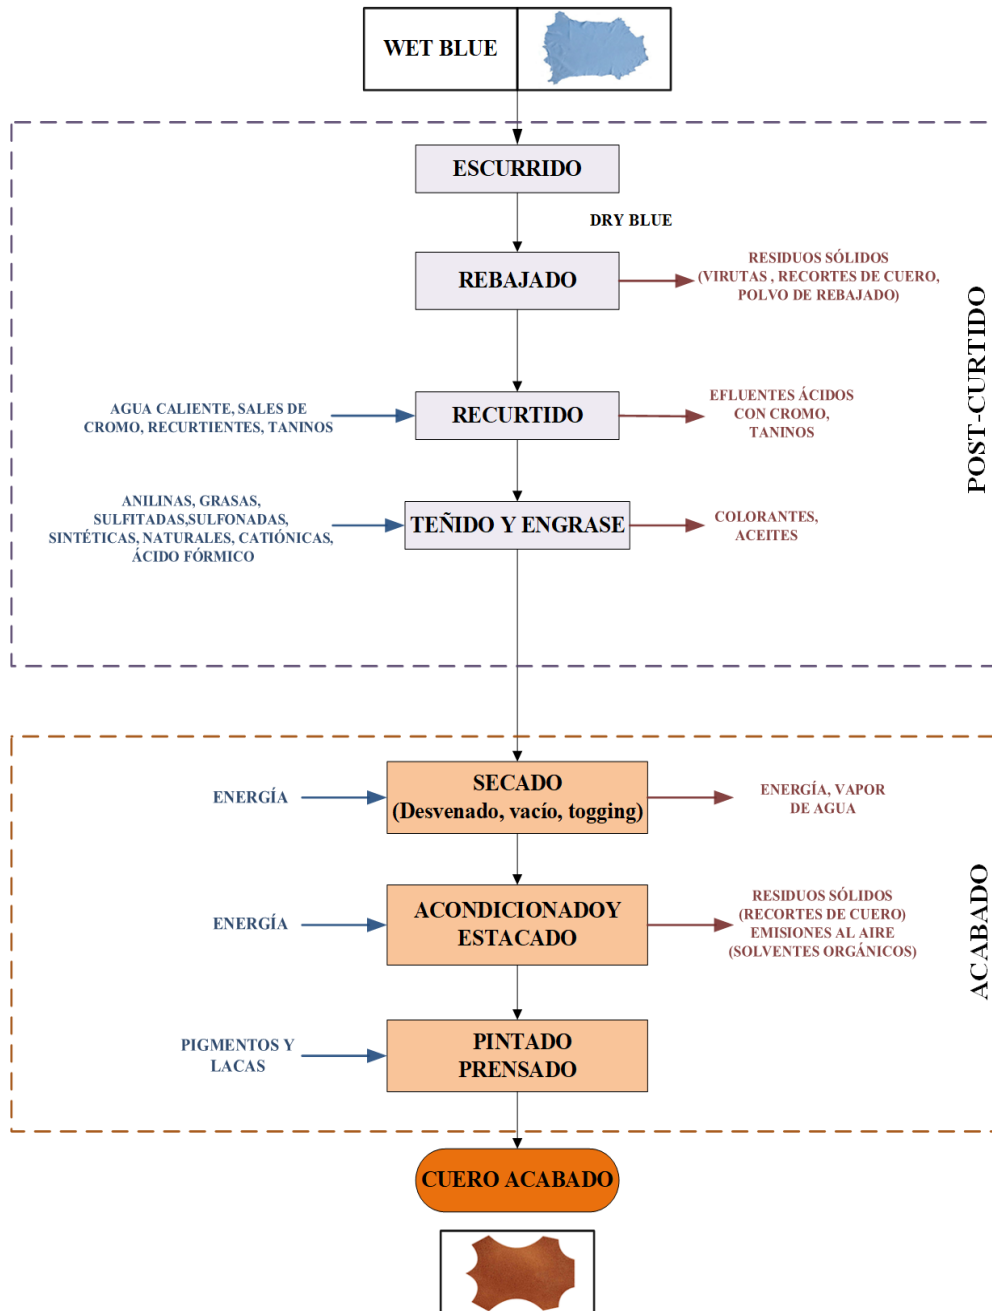 WET BLUE
ESCURRIDO
DRY BLUE
REBAJADO
RESIDUOS SÓLIDOS
(VIRUTAS , RECORTES DE CUERO,
POLVO DE REBAJADO)
AGUA CALIENTE, SALES DE
CROMO, RECURTIENTES, TANINOS
RECURTIDO
EFLUENTES ÁCIDOS
CON CROMO,
TANINOS
ANILINAS, GRASAS,
SULFITADAS,SULFONADAS,
SINTÉTICAS, NATURALES, CATIÓNICAS,
ÁCIDO FÓRMICO
TEÑIDO Y ENGRASE
COLORANTES,
ACEITES
POST-CURTIDO
ENERGÍA
SECADO
(Desvenado, vacío, togging)
ENERGÍA, VAPOR
DE AGUA
ENERGÍA
ACONDICIONADOY
ESTACADO
RESIDUOS SÓLIDOS
(RECORTES DE CUERO)
EMISIONES AL AIRE
(SOLVENTES ORGÁNICOS)
PIGMENTOS Y
LACAS
PINTADO
PRENSADO
ACABADO
CUERO ACABADO